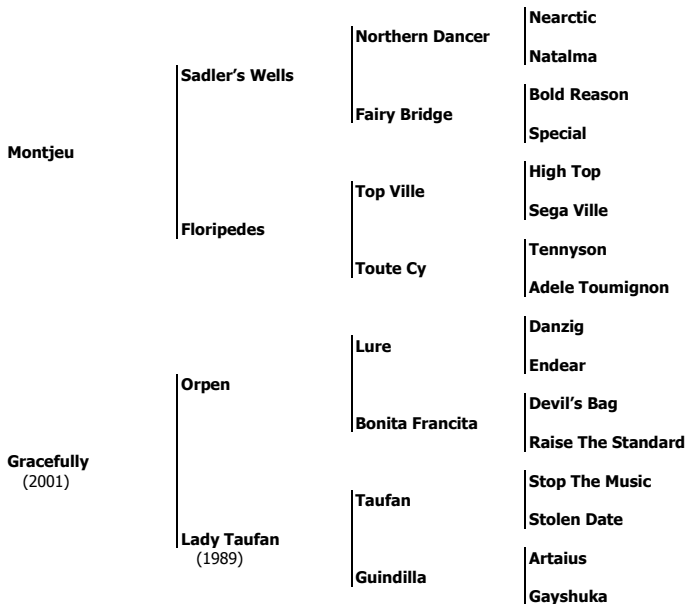 Nearctic
Northern Dancer
Natalma
Sadler's Wells
Bold Reason
Fairy Bridge
Special
Montjeu
High Top
Top Ville
Sega Ville
Floripedes
Tennyson
Toute Cy
Adele Toumignon
Danzig
Lure
Endear
Orpen
Devil's Bag
Bonita Francita
Raise The Standard
Gracefully
(2001)
Stop The Music
Taufan
Stolen Date
Lady Taufan
(1989)
Artaius
Guindilla
Gayshuka